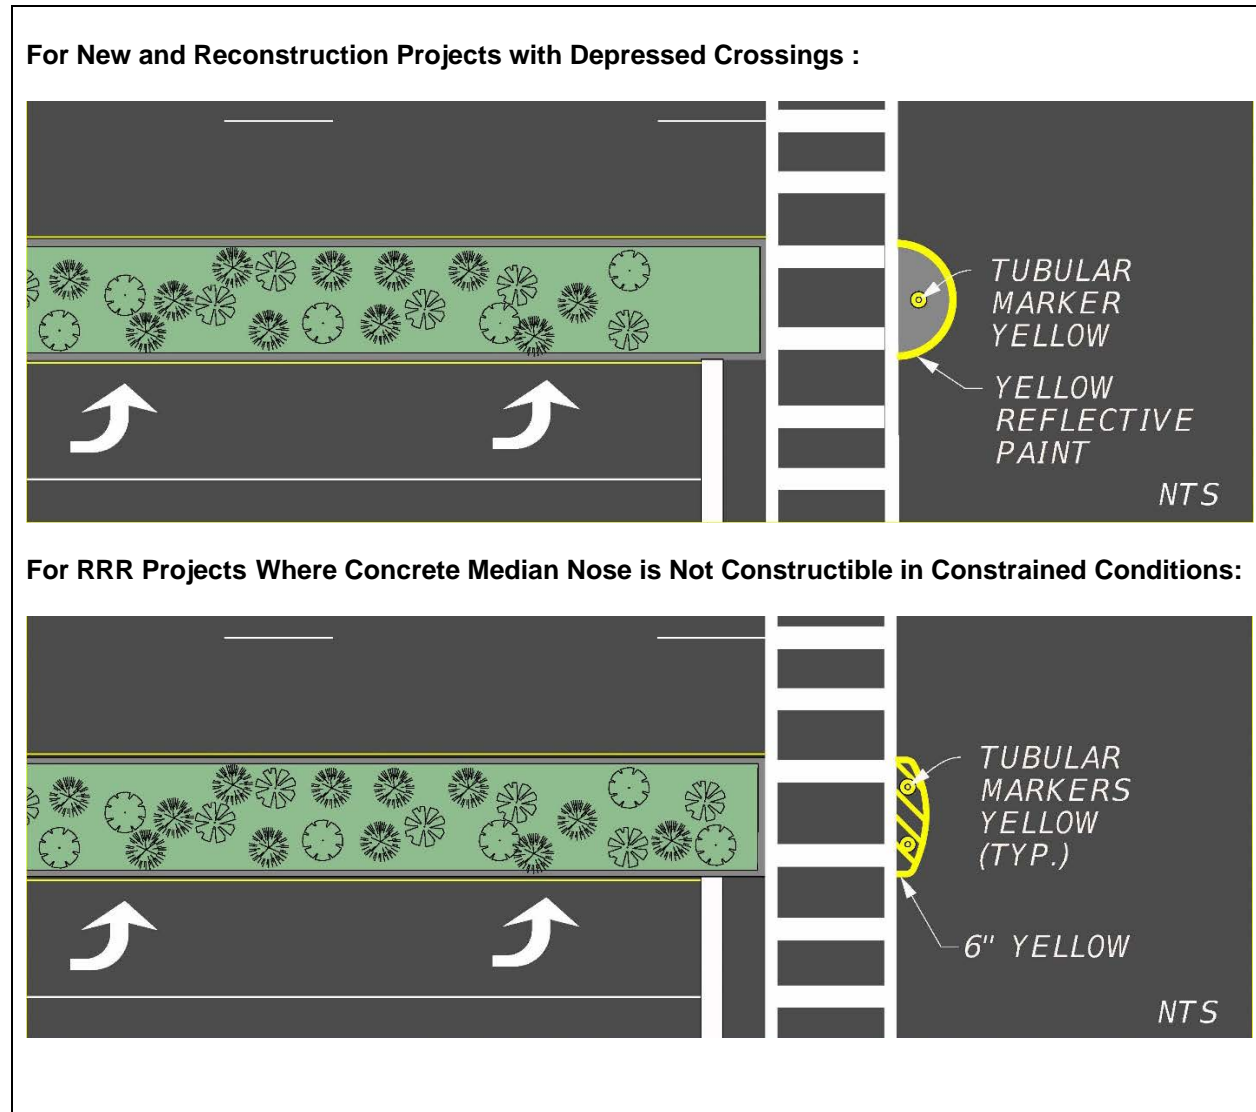 For New and Reconstruction Projects with Depressed Crossings :
TUBULAR
MARKER
YELLOW
YELLOW
REFLECTIVE
PAINT
NTS
For RRR Projects Where Concrete Median Nose is Not Constructible in Constrained Conditions:
TUBULAR
MARKERS
YELLOW
(TYP.)
6" YELLOW
NTS